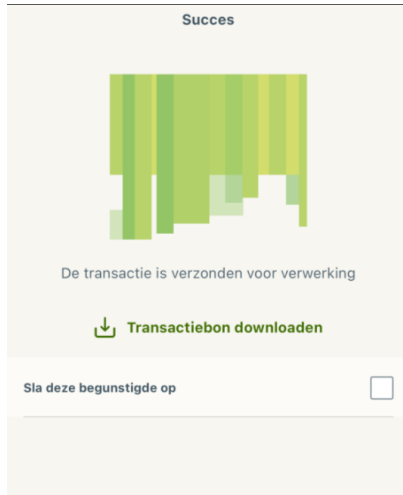 Succes
De transactie is verzonden voor verwerking
Transactiebon downloaden
Sla deze begunstigde op